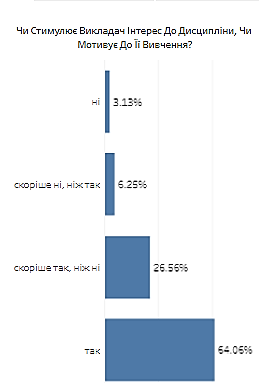 Чи Стимулює Викладач Інтерес До Дисципліни, Чи
Мотивує До Її Вивчення?
ні
3.13%
скоріше ні, ніж так
6.25%
скоріше так, ніж ні
26.56%
так
64.06%